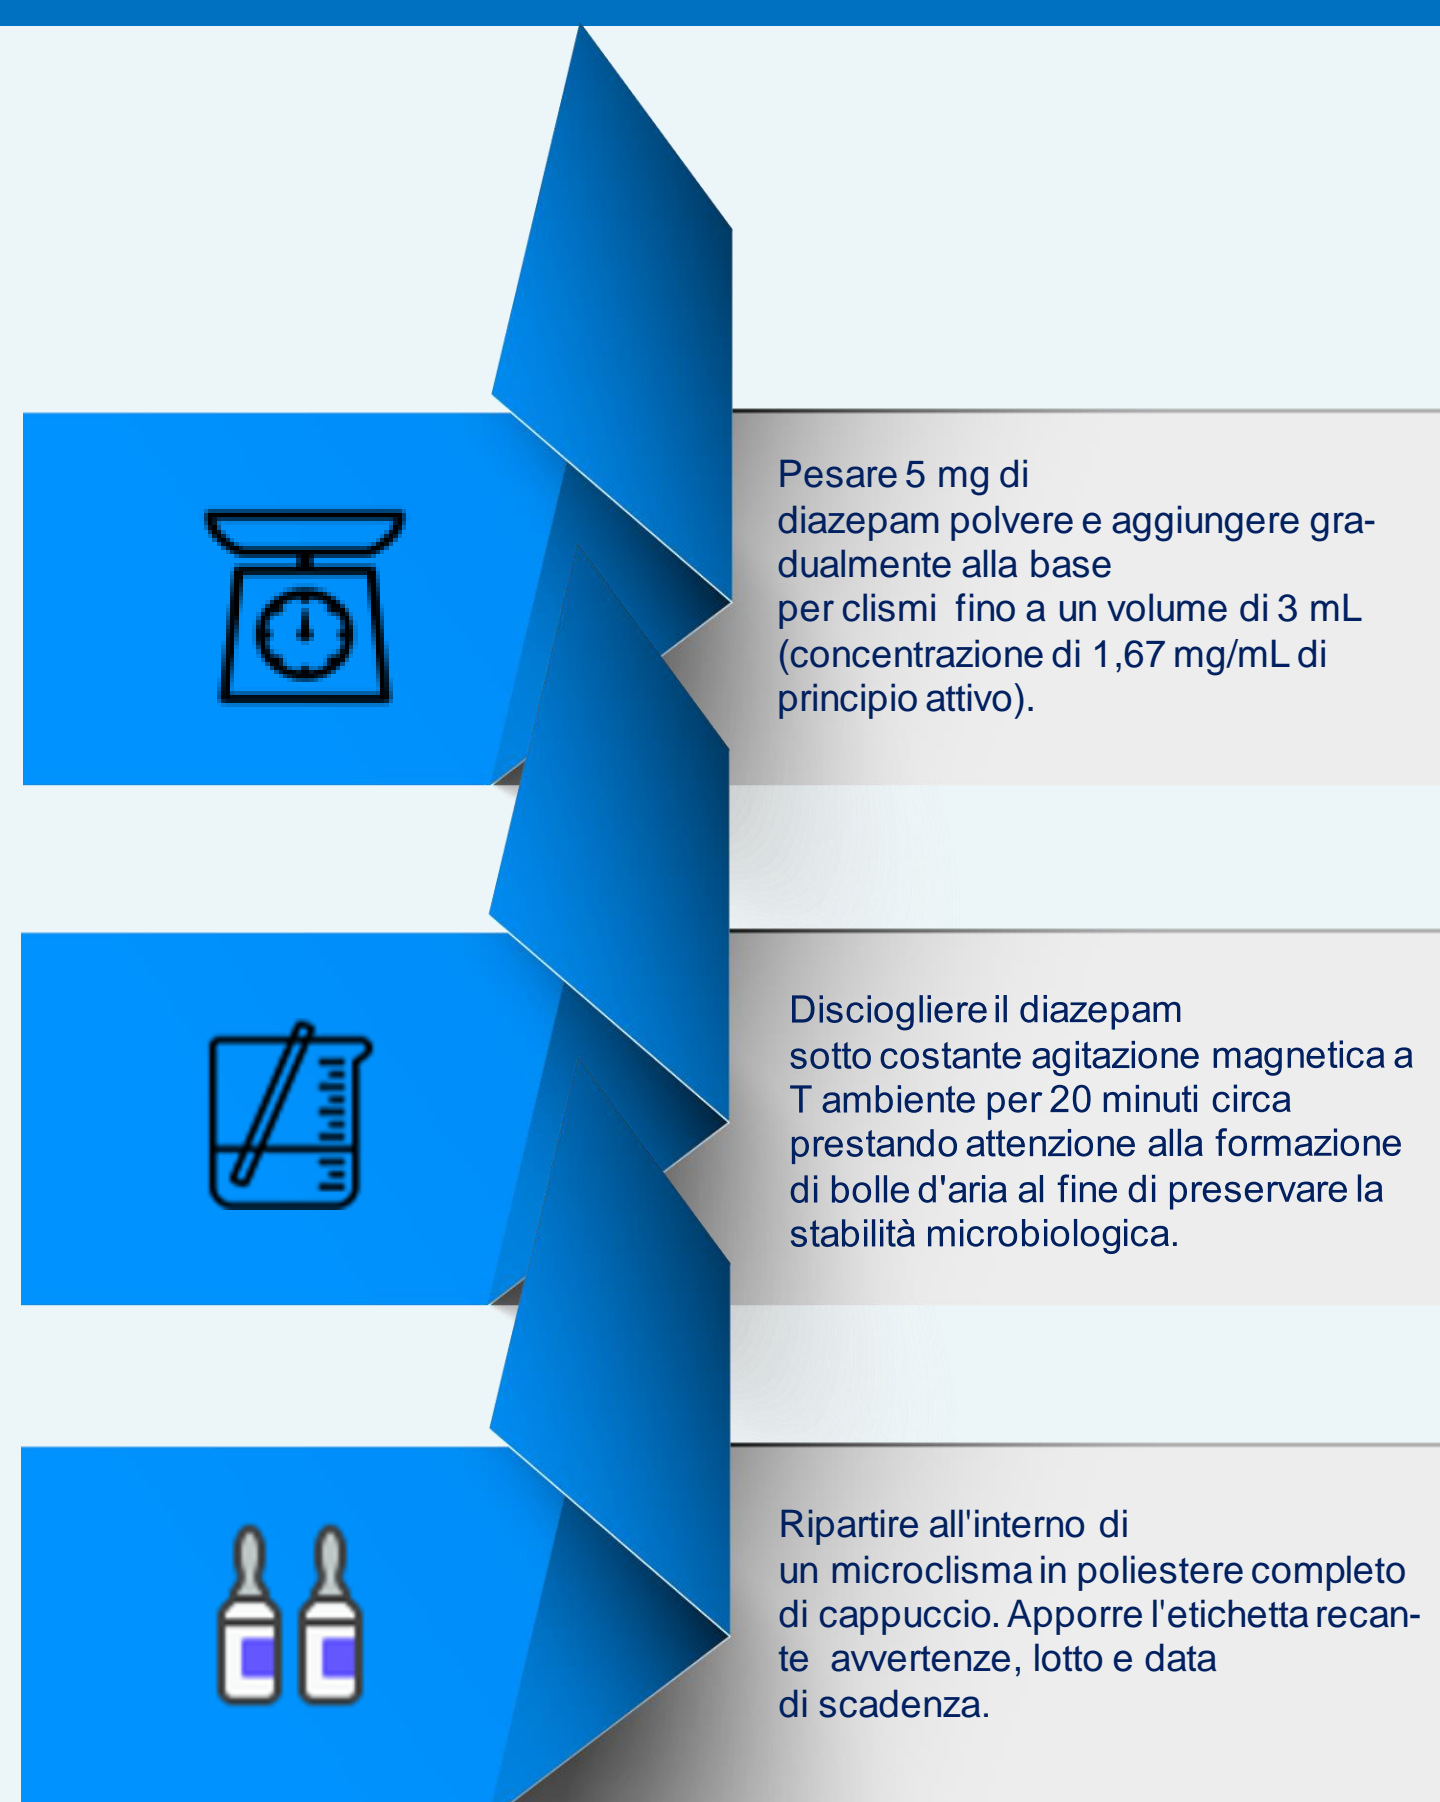 Pesare 5 mg di
diazepam polvere e aggiungere gra-
dualmente alla base
per clismi fino a un volume di 3 mL
(concentrazione di 1,67 mg/mL di
principio attivo).
Disciogliere il diazepam
sotto costante agitazione magnetica a
T ambiente per 20 minuti circa
prestando attenzione alla formazione
di bolle d'aria al fine di preservare la
stabilità microbiologica.
Ripartire all'interno di
un microclisma in poliestere completo
di cappuccio. Apporre l'etichetta recan-
te avvertenze, lotto e data
di scadenza.